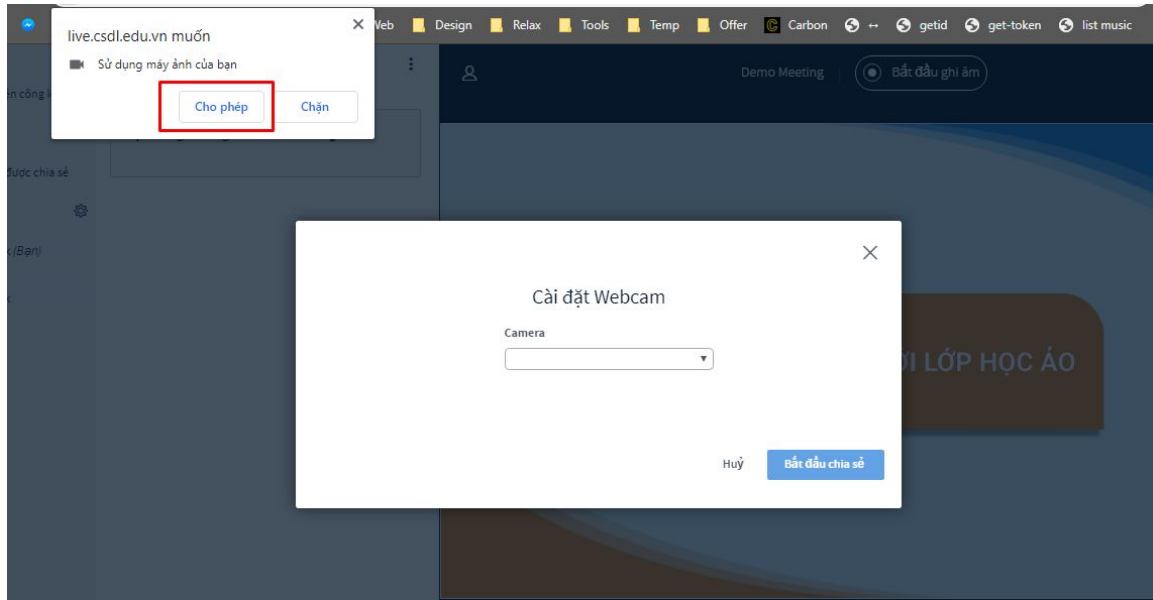 Web Design Relax Tools Temp Offer Carbon ↔ getid get-token list music
live.csdl.edu.vn muốn
Sử dụng máy ảnh của bạn
Cho phép Chặn
Demo Meeting Bắt đầu ghi âm
được chia sẻ
(Bạn)
Cài đặt Webcam
Camera
LỚP HỌC ẢO
Huỷ Bắt đầu chia sẻ